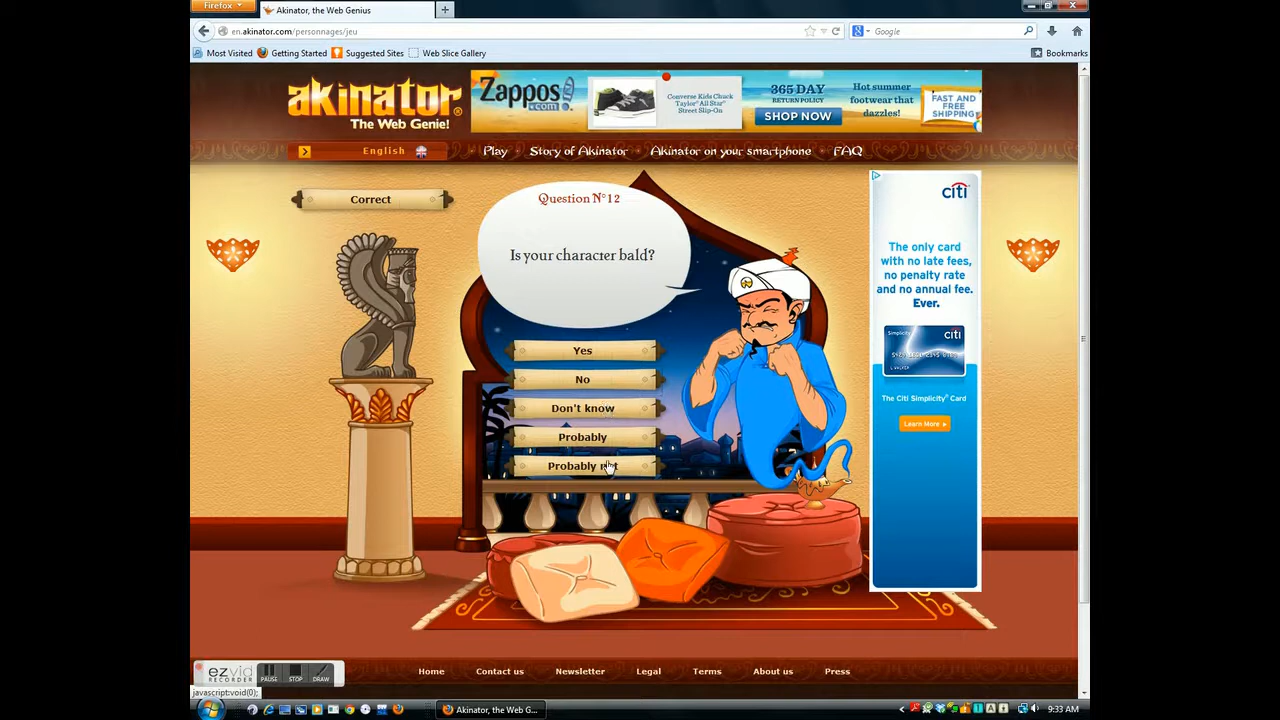 Firefox
Akinator, the Web Genius
en.akinator.com/personnages/jeu
Google
Most Visited
Getting Started
Suggested Sites
Web Slice Gallery
Bookmarks
akinator®
The Web Genie!
Zappos.com
Converse Kids Chuck
Taylor® All Star®
Street Slip-On
365 DAY
RETURN POLICY
SHOP NOW
Hot summer
footwear that
dazzles!
FAST AND
FREE
SHIPPING
English
Play
Story of Akinator
Akinator on your smartphone
FAQ
Correct
Question N°12
Is your character bald?
Yes
No
Don't know
Probably
Probably not
citi
The only card
with no late fees,
no penalty rate
and no annual fee.
Ever.
Simplicity
citi
The Citi Simplicity® Card
Learn More
ezvid
RECORDER
PAUSE
STOP
DRAW
Home
Contact us
Newsletter
Legal
Terms
About us
Press
javascript:void(0);
Akinator, the Web G...
9:33 AM